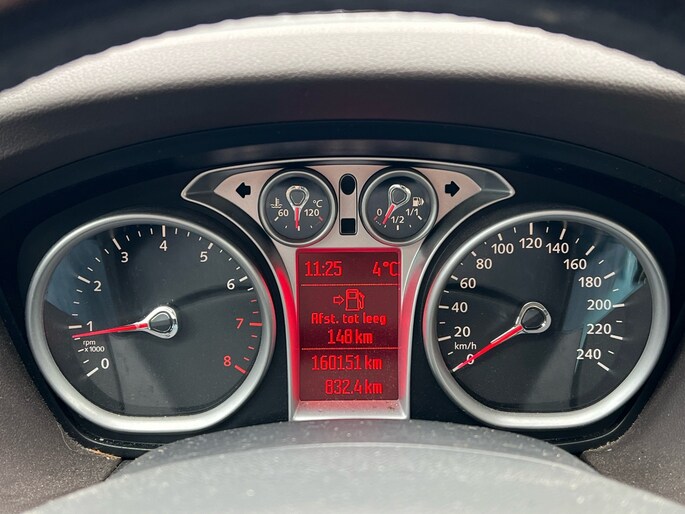 °C
60 120
0 1/2 1/1
11:25 4°C
Afst. tot leeg
148 km
160151 km
832.4 km
0 1 2 3 4 5 6 7 8
rpm
x1000
0 20 40 60 80 100 120 140 160 180 200 220 240
km/h